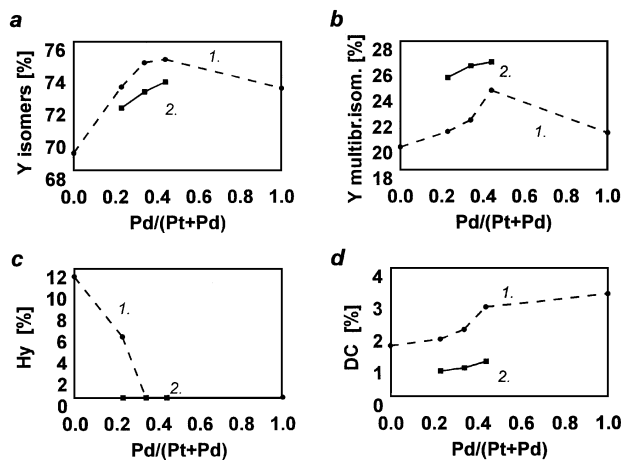 a
Y isomers [%]
76
74
72
70
68
1.
2.
0.0 0.2 0.4 0.6 0.8 1.0
Pd/(Pt+Pd)
b
Y multibr.isom. [%]
28
26
24
22
20
18
2.
1.
0.0 0.2 0.4 0.6 0.8 1.0
Pd/(Pt+Pd)
c
Hy [%]
12
10
8
6
4
2
0
1.
2.
0.0 0.2 0.4 0.6 0.8 1.0
Pd/(Pt+Pd)
d
DC [%]
4
3
2
1
0
1.
2.
0.0 0.2 0.4 0.6 0.8 1.0
Pd/(Pt+Pd)